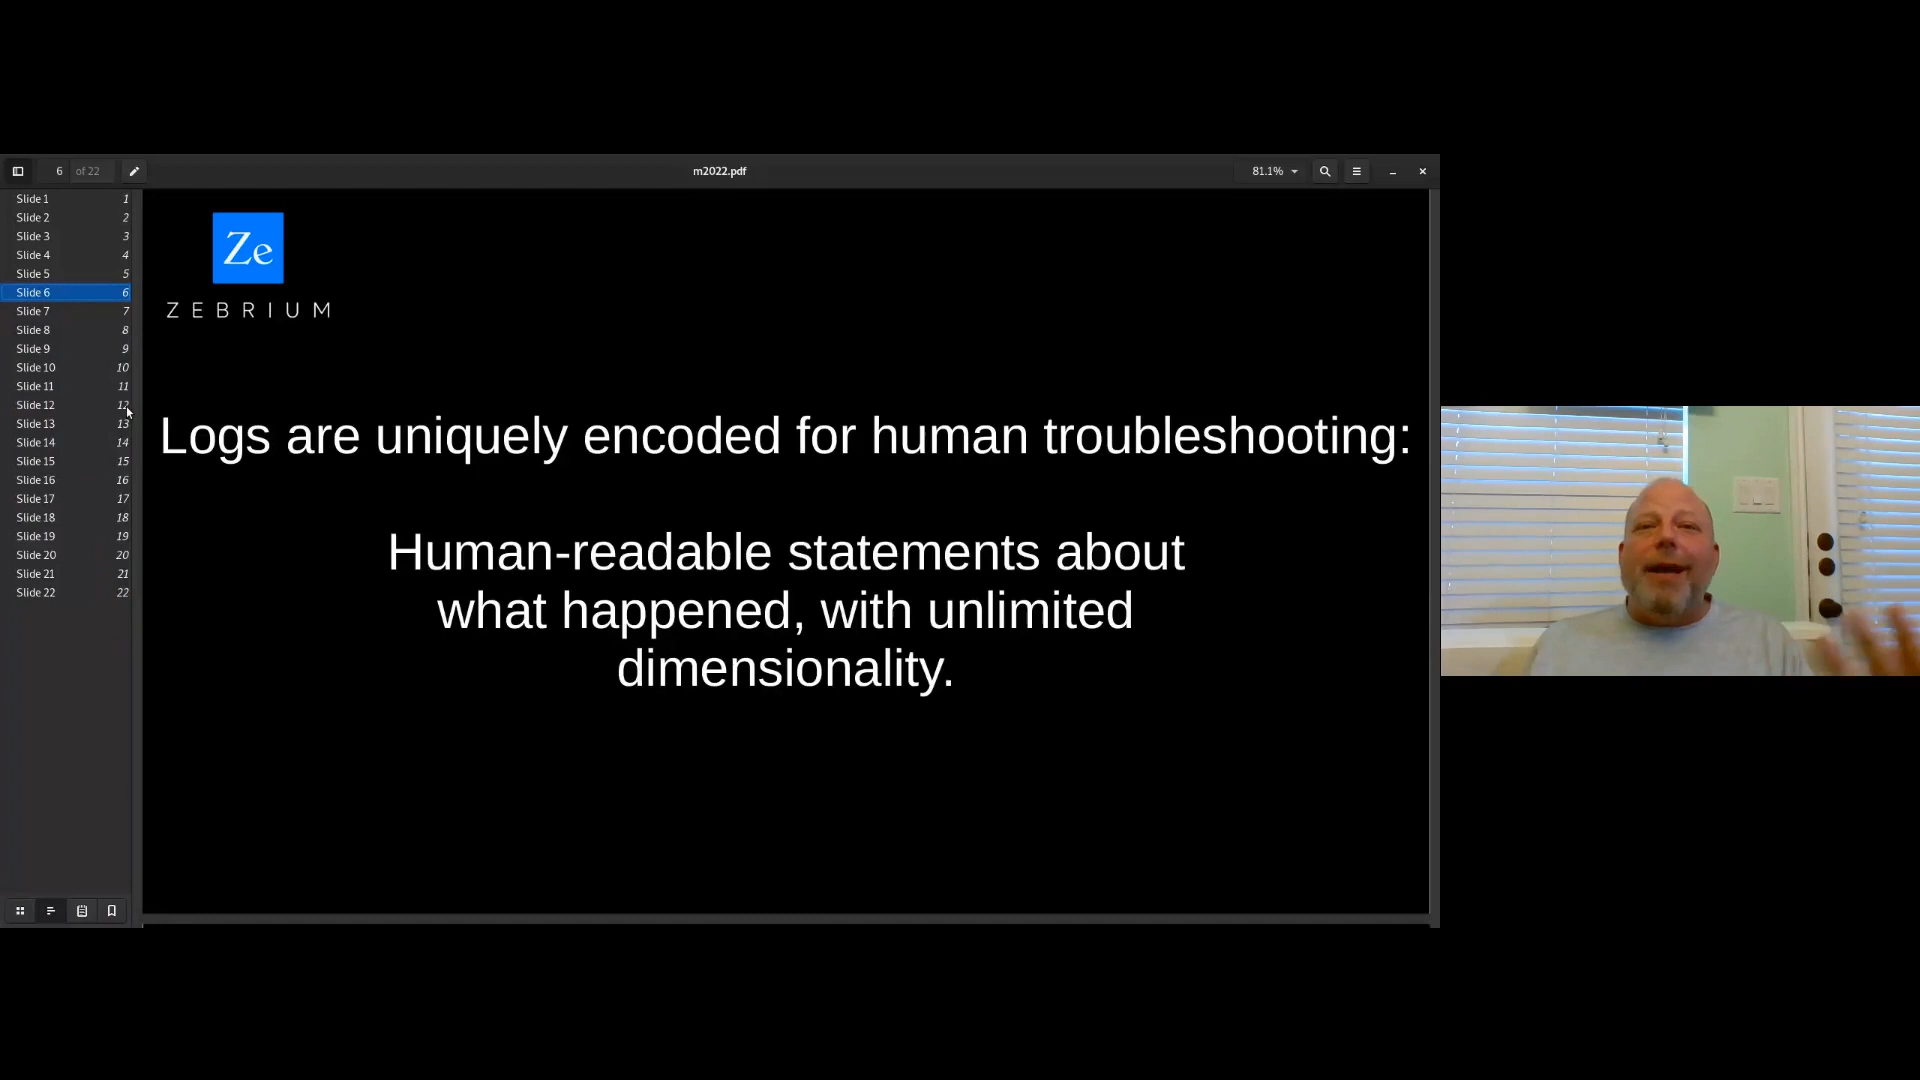 6 of 22
m2022.pdf
81.1%
Slide 1 1
Slide 2 2
Slide 3 3
Slide 4 4
Slide 5 5
Slide 6 6
Slide 7 7
Slide 8 8
Slide 9 9
Slide 10 10
Slide 11 11
Slide 12 12
Slide 13 13
Slide 14 14
Slide 15 15
Slide 16 16
Slide 17 17
Slide 18 18
Slide 19 19
Slide 20 20
Slide 21 21
Slide 22 22
Ze
ZEBRIUM
Logs are uniquely encoded for human troubleshooting:
Human-readable statements about
what happened, with unlimited
dimensionality.